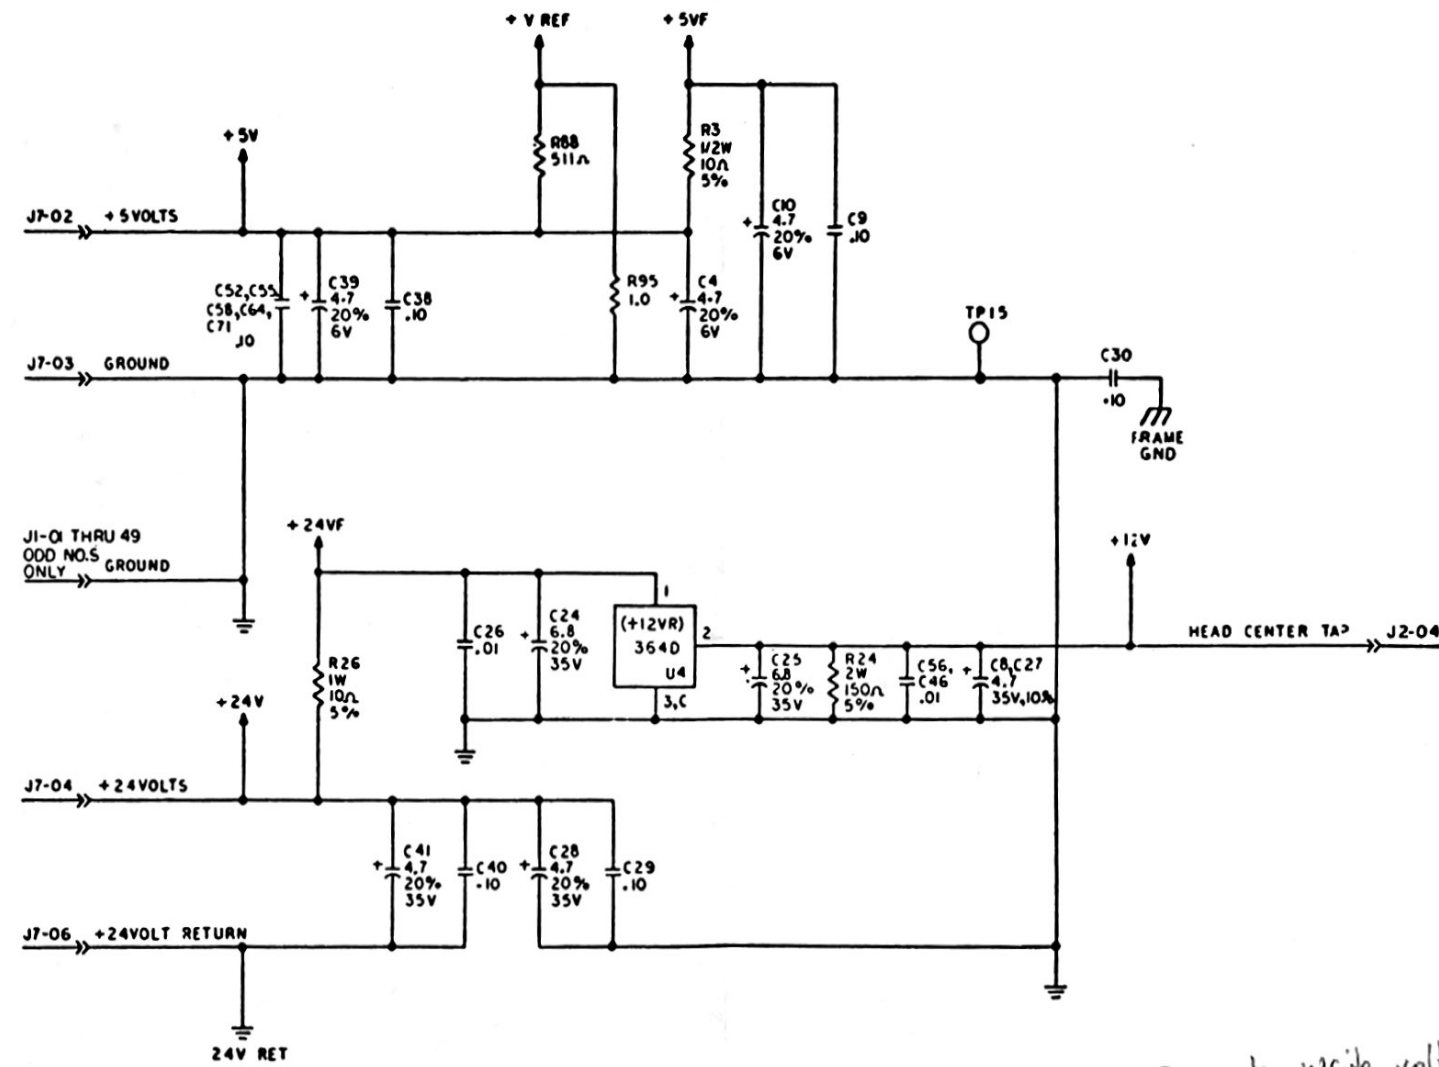 + V REF
+ 5VF
+ 5V
R88
511Ω
R3
1/2W
10Ω
5%
J7-02
+ 5VOLTS
C10
+ 4.7
20%
6V
C9
.10
C52, C55,
C58, C64,
C71
.10
C39
+ 4.7
20%
6V
C38
.10
R95
1.0
C4
+ 4.7
20%
6V
TP15
J7-03
GROUND
C30
.10
FRAME
GND
J1-01 THRU 49
ODD NO.S
ONLY
GROUND
+ 24VF
+12V
C26
.01
C24
+ 6.8
20%
35V
1
(+12VR)
364D
U4
2
3,C
HEAD CENTER TAP
J2-04
R26
1W
10Ω
5%
C25
+ 6.8
20%
35V
R24
2W
150Ω
5%
C56,
C46
.01
C8, C27
+ 4.7
35V, 10%
+24V
J7-04
+24VOLTS
C41
+ 4.7
20%
35V
C40
.10
C28
+ 4.7
20%
35V
C29
.10
J7-06
+24VOLT RETURN
24V RET